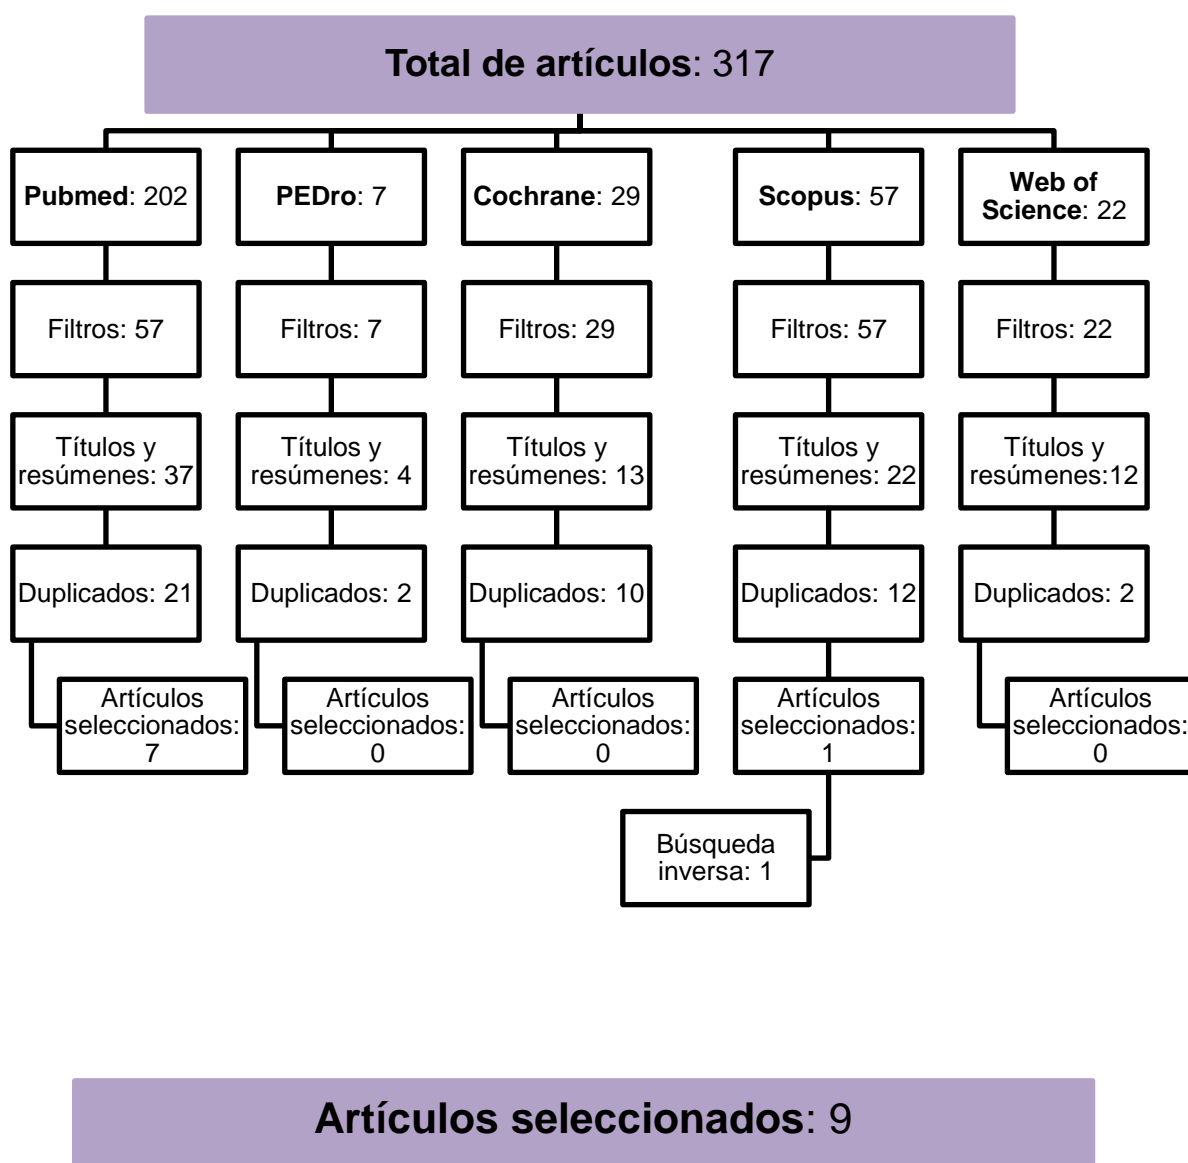 Total de artículos: 317
Pubmed: 202
PEDro: 7
Cochrane: 29
Scopus: 57
Web of
Science: 22
Filtros: 57
Filtros: 7
Filtros: 29
Filtros: 57
Filtros: 22
Títulos y
resúmenes: 37
Títulos y
resúmenes: 4
Títulos y
resúmenes: 13
Títulos y
resúmenes: 22
Títulos y
resúmenes:12
Duplicados: 21
Duplicados: 2
Duplicados: 10
Duplicados: 12
Duplicados: 2
Artículos
seleccionados:
7
Artículos
seleccionados:
0
Artículos
seleccionados:
0
Artículos
seleccionados:
1
Artículos
seleccionados:
0
Búsqueda
inversa: 1
Artículos seleccionados: 9